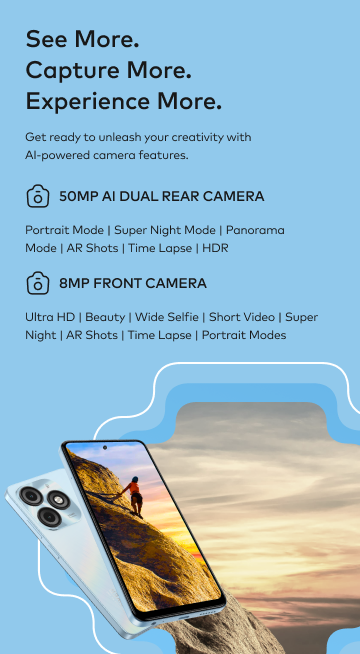 See More.
Capture More.
Experience More.
Get ready to unleash your creativity with
AI-powered camera features.
50MP AI DUAL REAR CAMERA
Portrait Mode | Super Night Mode | Panorama
Mode | AR Shots | Time Lapse | HDR
8MP FRONT CAMERA
Ultra HD | Beauty | Wide Selfie | Short Video | Super
Night | AR Shots | Time Lapse | Portrait Modes